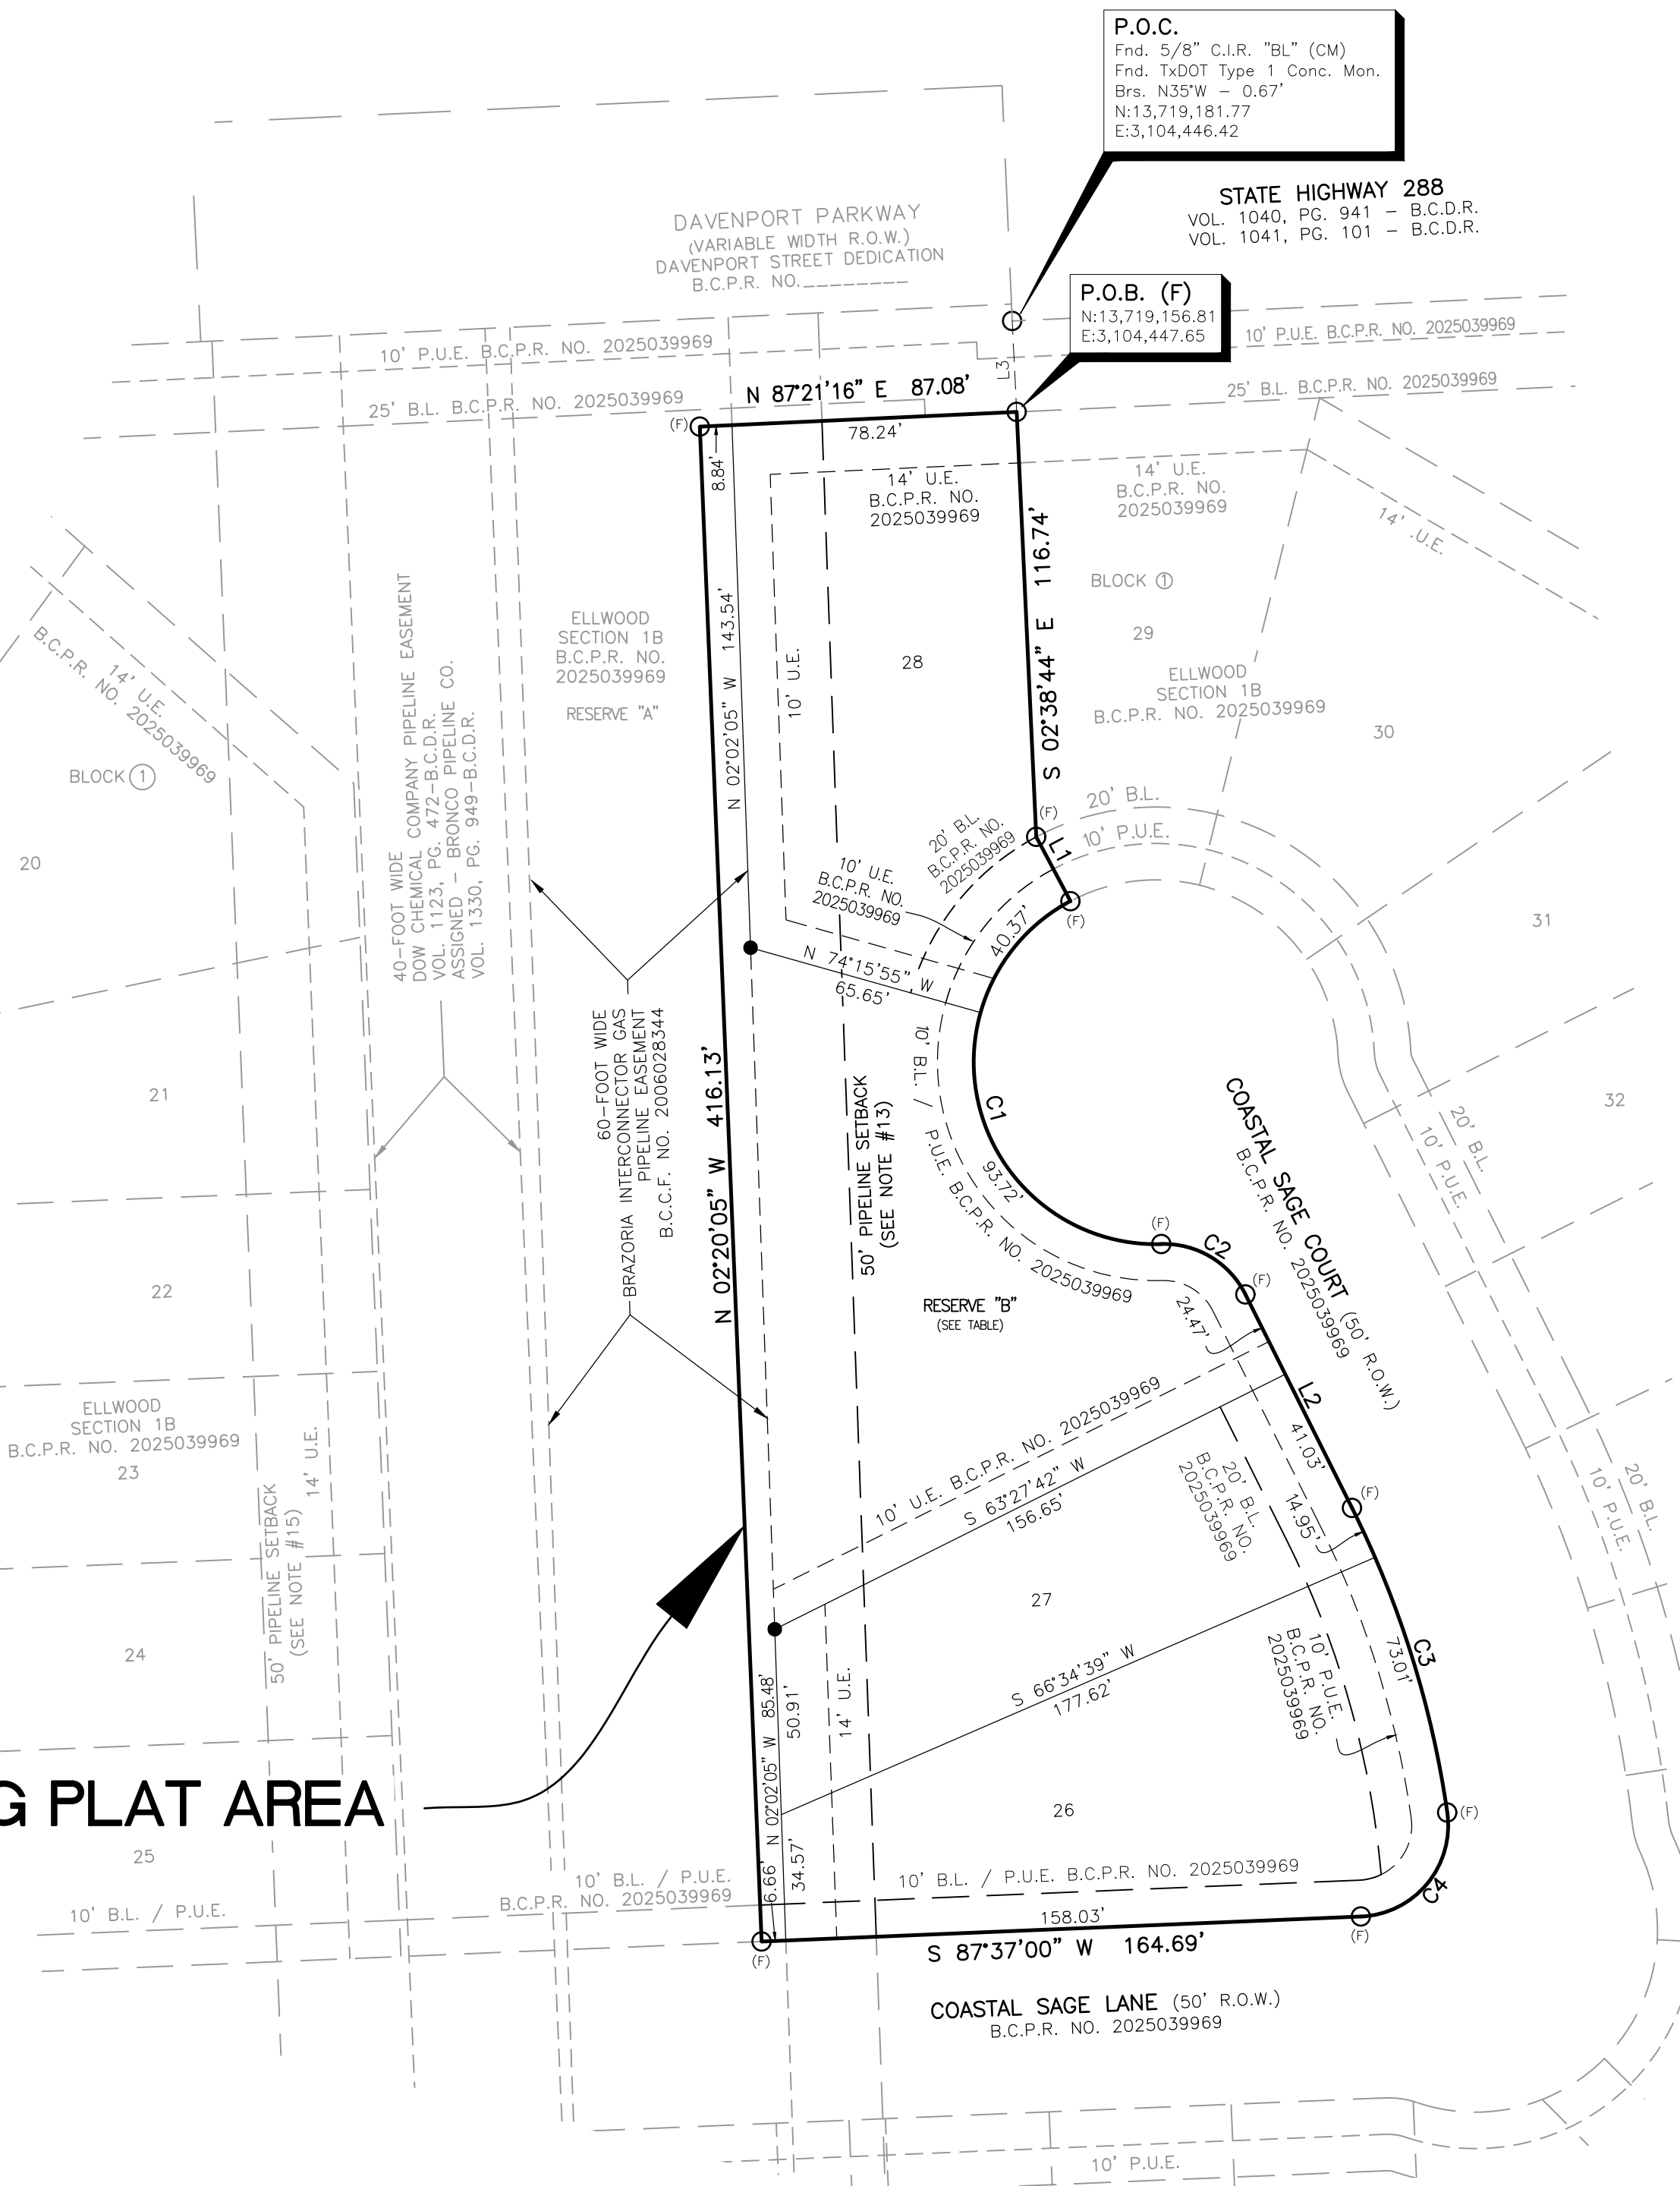 P.O.C.
Fnd. 5/8" C.I.R. "BL" (CM)
Fnd. TxDOT Type 1 Conc. Mon.
Brs. N35°W – 0.67'
N:13,719,181.77
E:3,104,446.42
STATE HIGHWAY 288
VOL. 1040, PG. 941 – B.C.D.R.
VOL. 1041, PG. 101 – B.C.D.R.
DAVENPORT PARKWAY
(VARIABLE WIDTH R.O.W.)
DAVENPORT STREET DEDICATION
B.C.P.R. NO.________
P.O.B. (F)
N:13,719,156.81
E:3,104,447.65
10' P.U.E. B.C.P.R. NO. 2025039969
10' P.U.E. B.C.P.R. NO. 2025039969
L3
25' B.L. B.C.P.R. NO. 2025039969
N 87°21'16" E 87.08'
25' B.L. B.C.P.R. NO. 2025039969
(F)
78.24'
8.84'
14' U.E.
B.C.P.R. NO.
2025039969
14' U.E.
B.C.P.R. NO.
2025039969
14' .U.E.
S 02°38'44" E 116.74'
BLOCK 1
29
ELLWOOD
SECTION 1B
B.C.P.R. NO. 2025039969
30
N 02°02'05" W 143.54'
10' U.E.
28
ELLWOOD
SECTION 1B
B.C.P.R. NO.
2025039969
RESERVE "A"
14' U.E.
B.C.P.R. NO. 2025039969
BLOCK 1
20
40-FOOT WIDE
DOW CHEMICAL COMPANY PIPELINE EASEMENT
VOL. 1123, PG. 472-B.C.D.R.
ASSIGNED – BRONCO PIPELINE CO.
VOL. 1330, PG. 949-B.C.D.R.
20' B.L.
10' P.U.E.
(F)
L1
(F)
20' B.L.
B.C.P.R. NO.
2025039969
10' U.E.
B.C.P.R. NO.
2025039969
40.37'
N 74°15'55" W
65.65'
31
32
21
22
60-FOOT WIDE
BRAZORIA INTERCONNECTOR GAS
PIPELINE EASEMENT
B.C.C.F. NO. 2006028344
N 02°20'05" W 416.13'
50' PIPELINE SETBACK
(SEE NOTE #13)
10' B.L. / P.U.E. B.C.P.R. NO. 2025039969
C1
93.72'
(F)
C2
(F)
COASTAL SAGE COURT (50' R.O.W.)
B.C.P.R. NO. 2025039969
20' B.L.
10' P.U.E.
RESERVE "B"
(SEE TABLE)
24.47'
L2
41.03'
(F)
14.95'
10' U.E. B.C.P.R. NO. 2025039969
S 63°27'42" W
156.65'
20' B.L.
B.C.P.R. NO.
2025039969
20' B.L.
10' P.U.E.
ELLWOOD
SECTION 1B
B.C.P.R. NO. 2025039969
23
50' PIPELINE SETBACK
(SEE NOTE #15)
14' U.E.
24
27
S 66°34'39" W
177.62'
10' P.U.E.
B.C.P.R. NO.
2025039969
C3
73.01'
N 02°02'05" W 85.48'
50.91'
14' U.E.
G PLAT AREA
25
26
(F)
10' B.L. / P.U.E.
10' B.L. / P.U.E.
B.C.P.R. NO. 2025039969
6.66'
34.57'
10' B.L. / P.U.E. B.C.P.R. NO. 2025039969
C4
158.03'
(F)
(F)
S 87°37'00" W 164.69'
COASTAL SAGE LANE (50' R.O.W.)
B.C.P.R. NO. 2025039969
10' P.U.E.